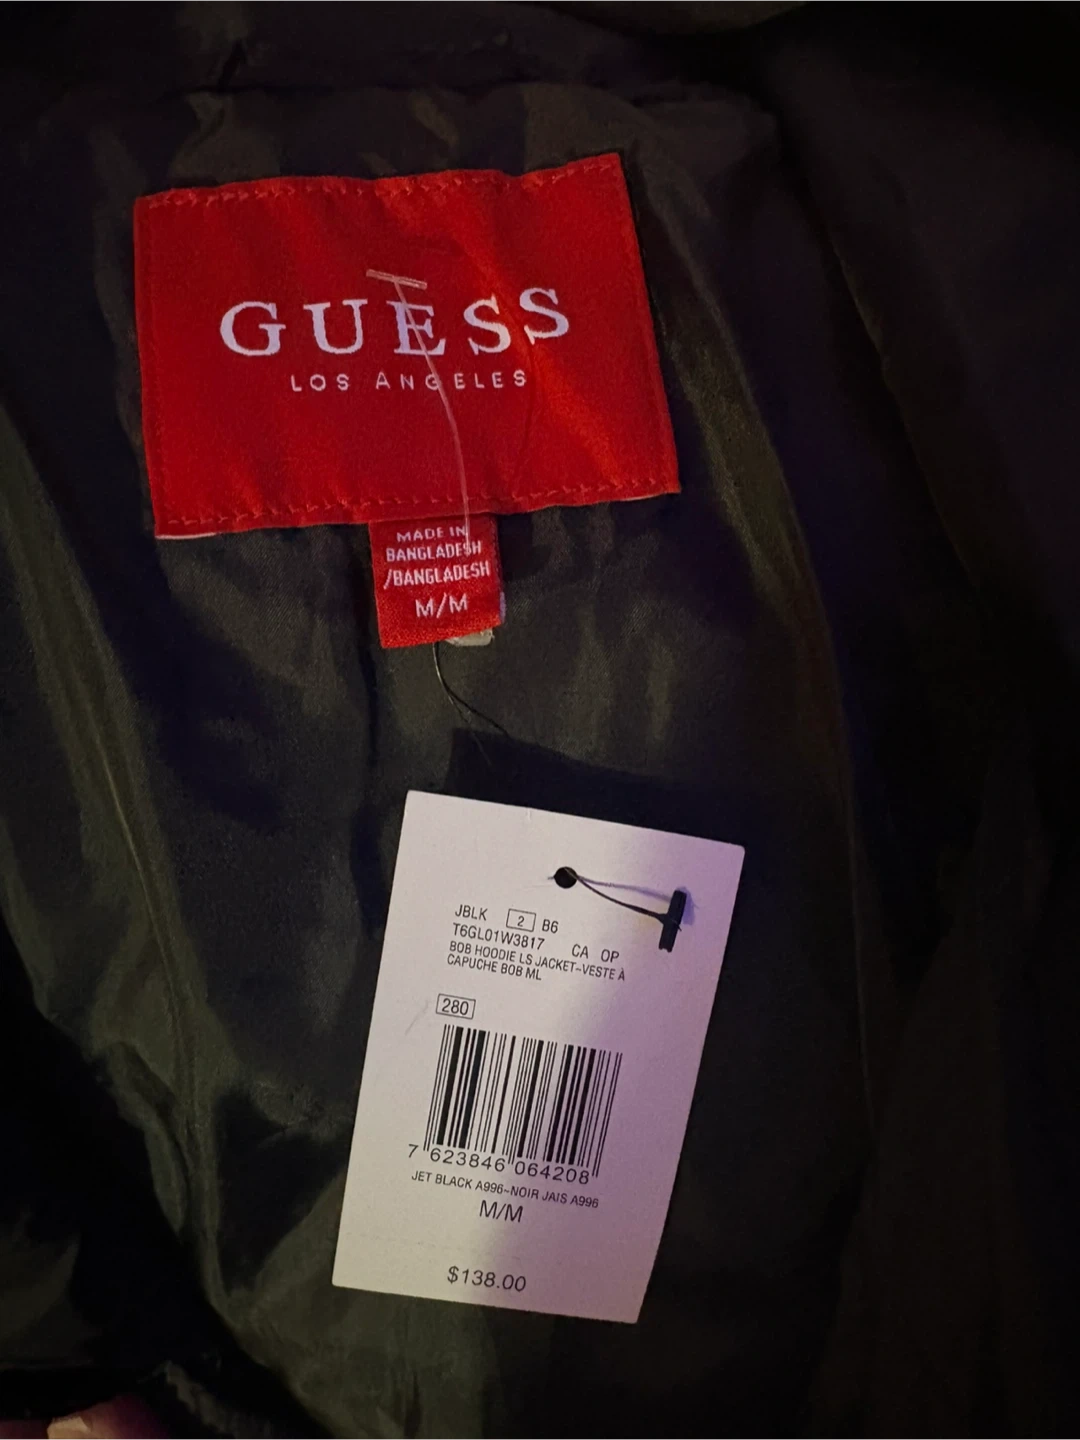 GUESS
LOS ANGELES
MADE IN
BANGLADESH
/BANGLADESH
M/M
JBLK 2 B6
T6GL01W3817 CA OP
BOB HOODIE LS JACKET~VESTE À
CAPUCHE BOB ML
280
7 623846 064208
JET BLACK A996~NOIR JAIS A996
M/M
$138.00